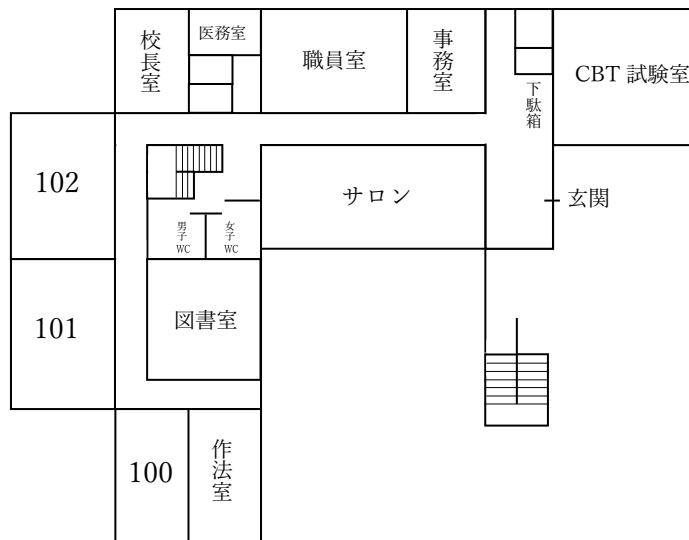 校長室
医務室
職員室
事務室
下駄箱
CBT 試験室
102
サロン
玄関
男子WC
女子WC
101
図書室
100
作法室